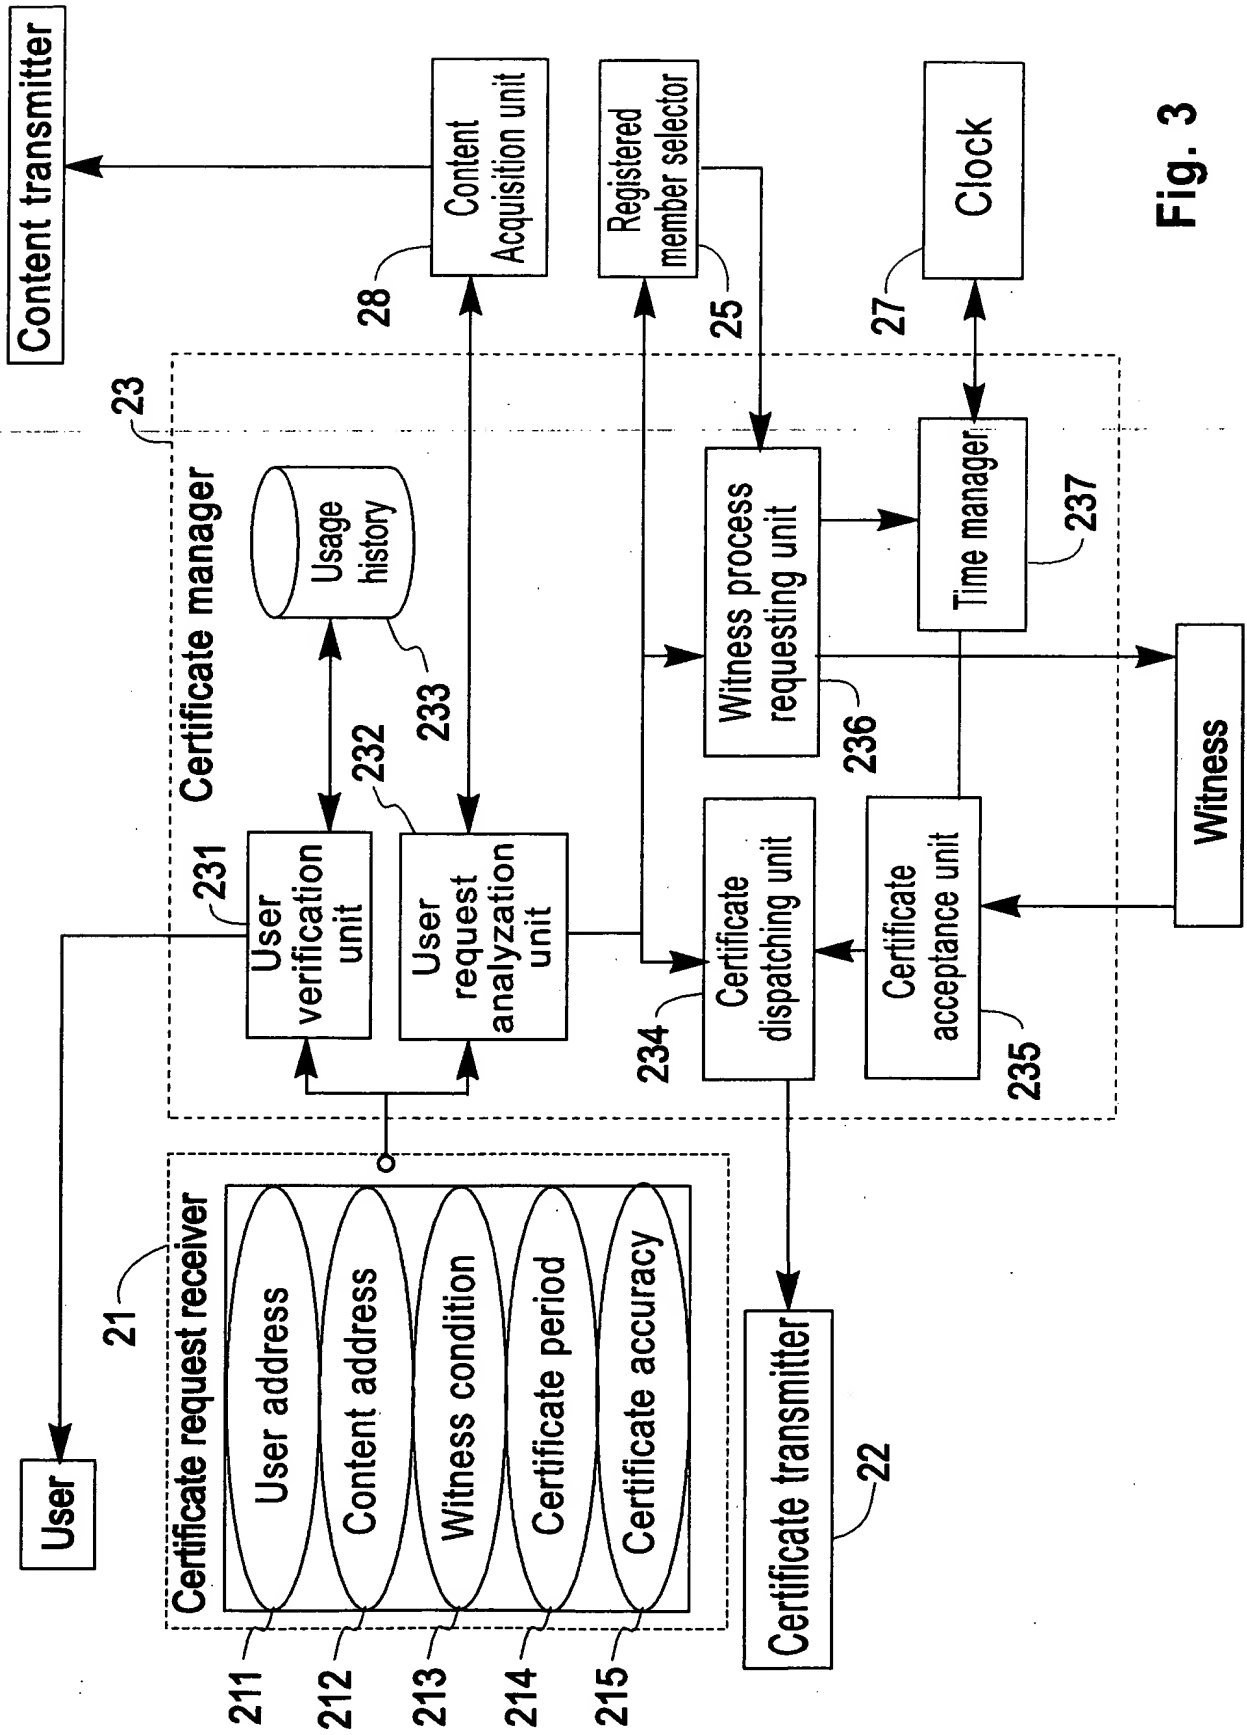 User
Content transmitter
21
Certificate request receiver
User address
Content address
Witness condition
Certificate period
Certificate accuracy
211
212
213
214
215
23
Certificate manager
231
User
verification
unit
Usage
history
233
232
User
request
analyzation
unit
28
Content
Acquisition unit
Registered
member selector
25
234
Certificate
dispatching unit
Witness process
requesting unit
236
Certificate
acceptance unit
235
Time manager
237
27
Clock
Certificate transmitter
22
Witness
Fig. 3